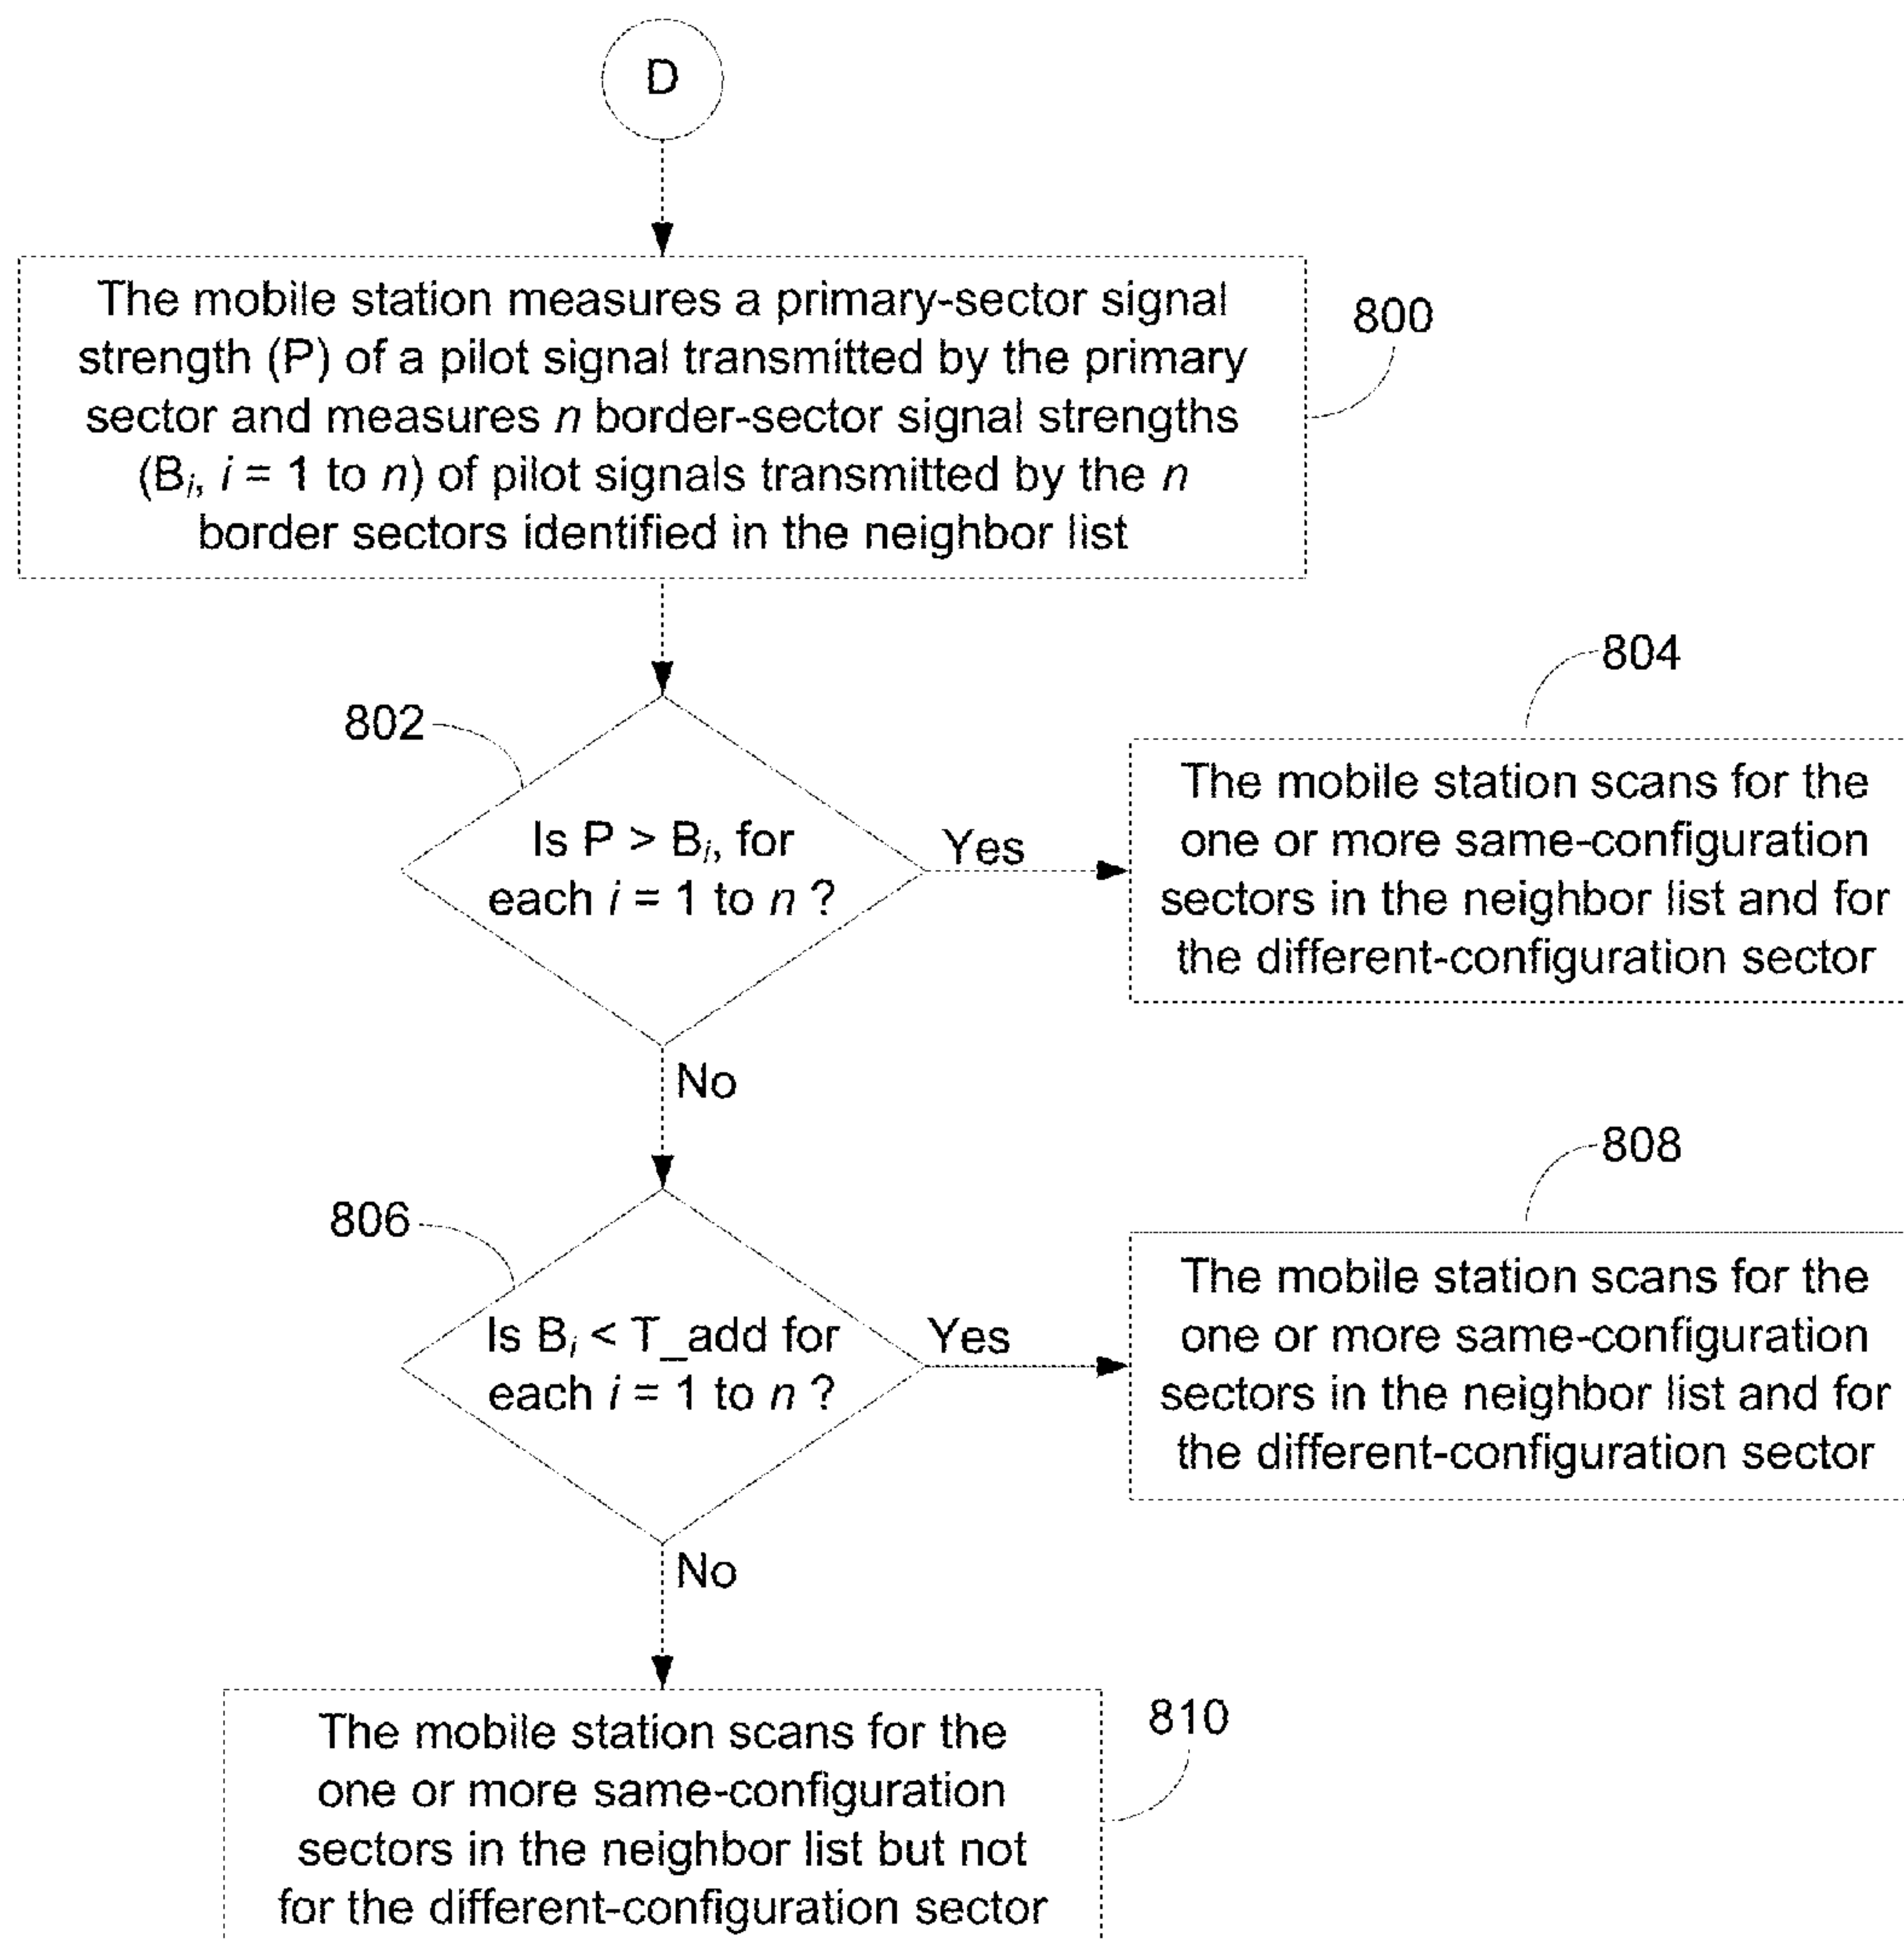 D
The mobile station measures a primary-sector signal
strength (P) of a pilot signal transmitted by the primary
sector and measures n border-sector signal strengths
(Bi, i = 1 to n) of pilot signals transmitted by the n
border sectors identified in the neighbor list
800
802
Is P > Bi, for
each i = 1 to n ?
Yes
804
The mobile station scans for the
one or more same-configuration
sectors in the neighbor list and for
the different-configuration sector
No
806
Is Bi < T_add for
each i = 1 to n ?
Yes
808
The mobile station scans for the
one or more same-configuration
sectors in the neighbor list and for
the different-configuration sector
No
810
The mobile station scans for the
one or more same-configuration
sectors in the neighbor list but not
for the different-configuration sector